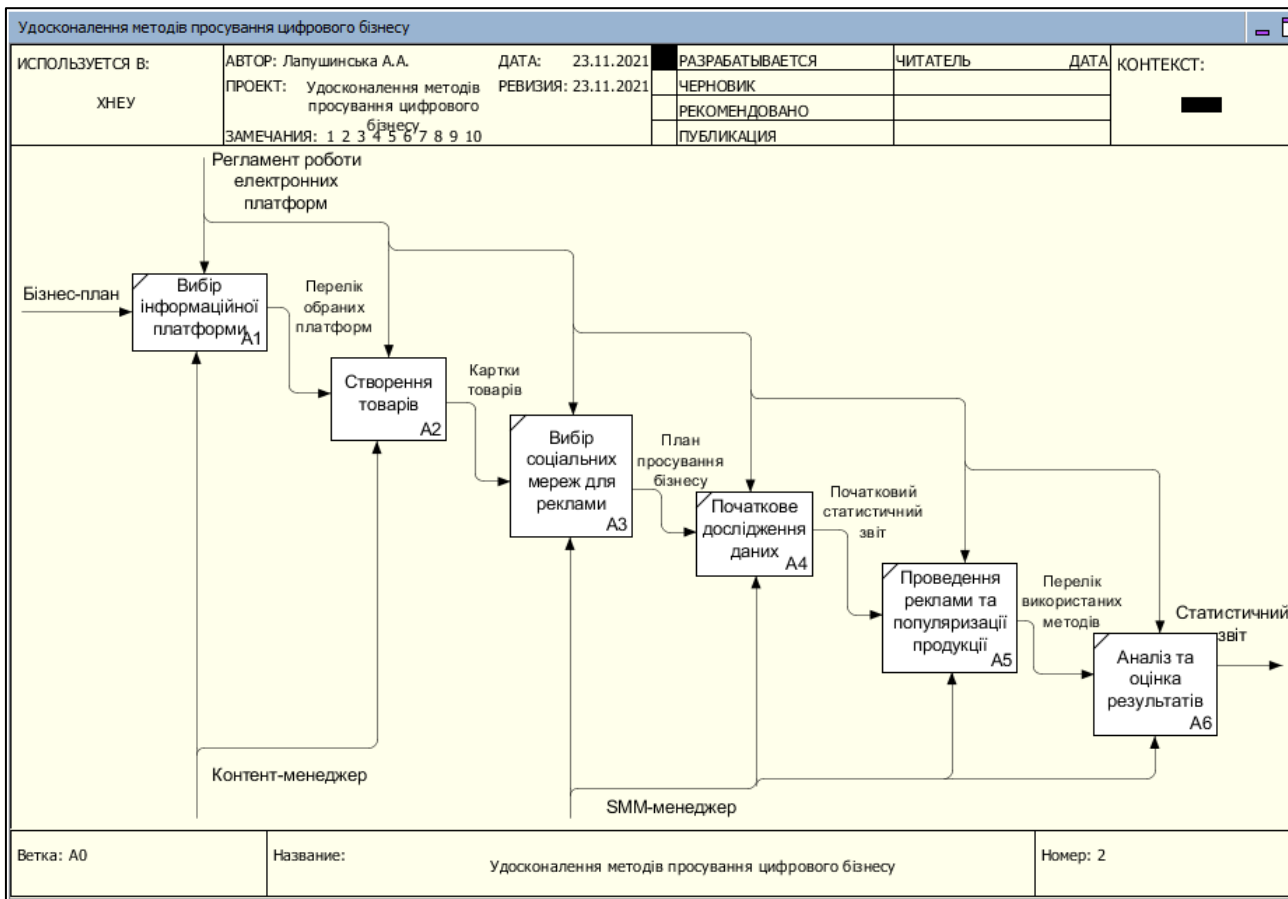 Удосконалення методів просування цифрового бізнесу
ИСПОЛЬЗУЕТСЯ В:
ХНЕУ
АВТОР: Лапушинська А.А.
ДАТА: 23.11.2021
ПРОЕКТ: Удосконалення методів
просування цифрового
бізнесу
РЕВИЗИЯ: 23.11.2021
ЗАМЕЧАНИЯ: 1 2 3 4 5 6 7 8 9 10
РАЗРАБАТЫВАЕТСЯ
ЧЕРНОВИК
РЕКОМЕНДОВАНО
ПУБЛИКАЦИЯ
ЧИТАТЕЛЬ ДАТА
КОНТЕКСТ:
Регламент роботи
електронних
платформ
Бізнес-план
Вибір
інформаційної
платформи
A1
Перелік
обраних
платформ
Створення
товарів
A2
Картки
товарів
Вибір
соціальних
мереж для
реклами
A3
План
просування
бізнесу
Початкове
дослідження
даних
A4
Початковий
статистичний
звіт
Проведення
реклами та
популяризації
продукції
A5
Перелік
використаних
методів
Аналіз та
оцінка
результатів
A6
Статистичний
звіт
Контент-менеджер
SMM-менеджер
Ветка: A0
Название:
Удосконалення методів просування цифрового бізнесу
Номер: 2